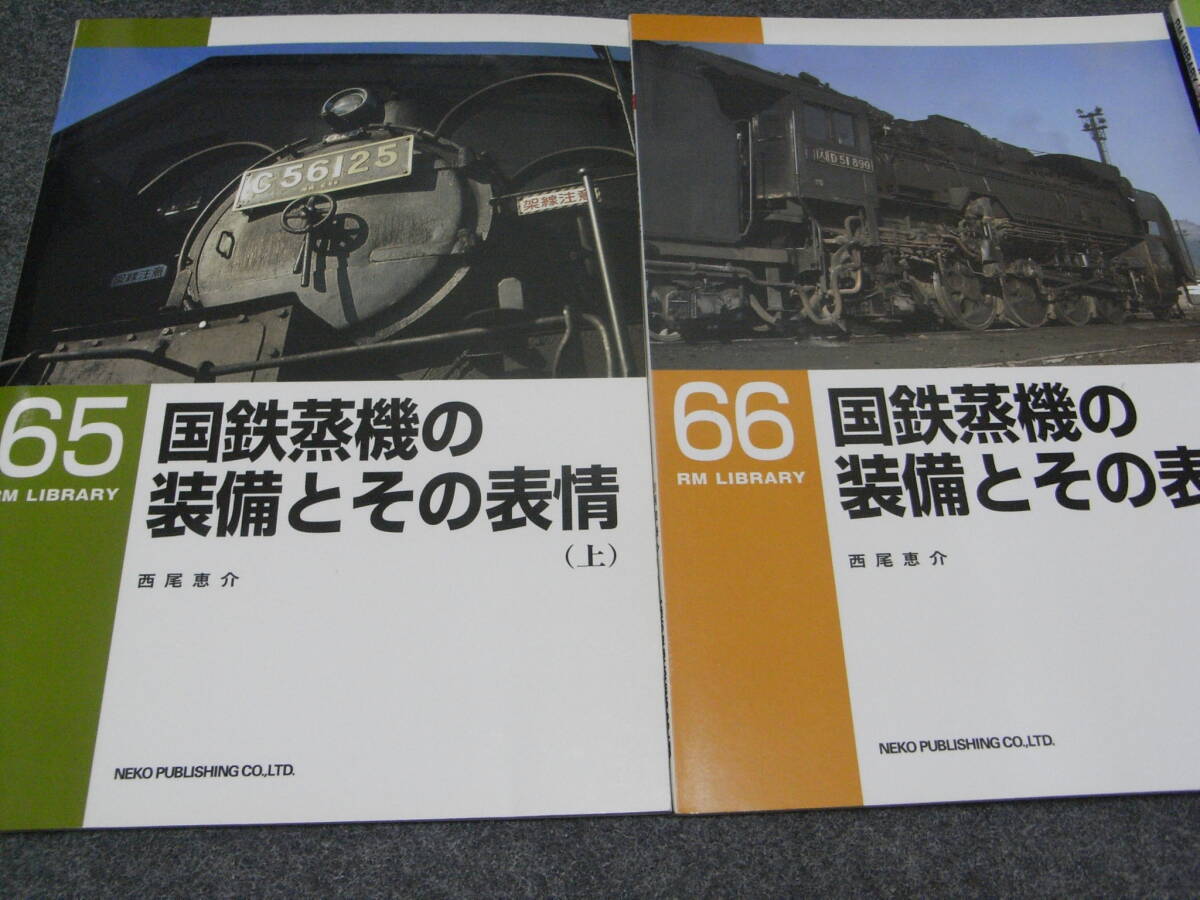 C56125
架線注意
65
RM LIBRARY
国鉄蒸機の
装備とその表情
(上)
西尾恵介
NEKO PUBLISHING CO.,LTD.
D51890
66
RM LIBRARY
国鉄蒸機の
装備とその表
西尾恵介
NEKO PUBLISHING CO.,LTD.
RM LIBRARY